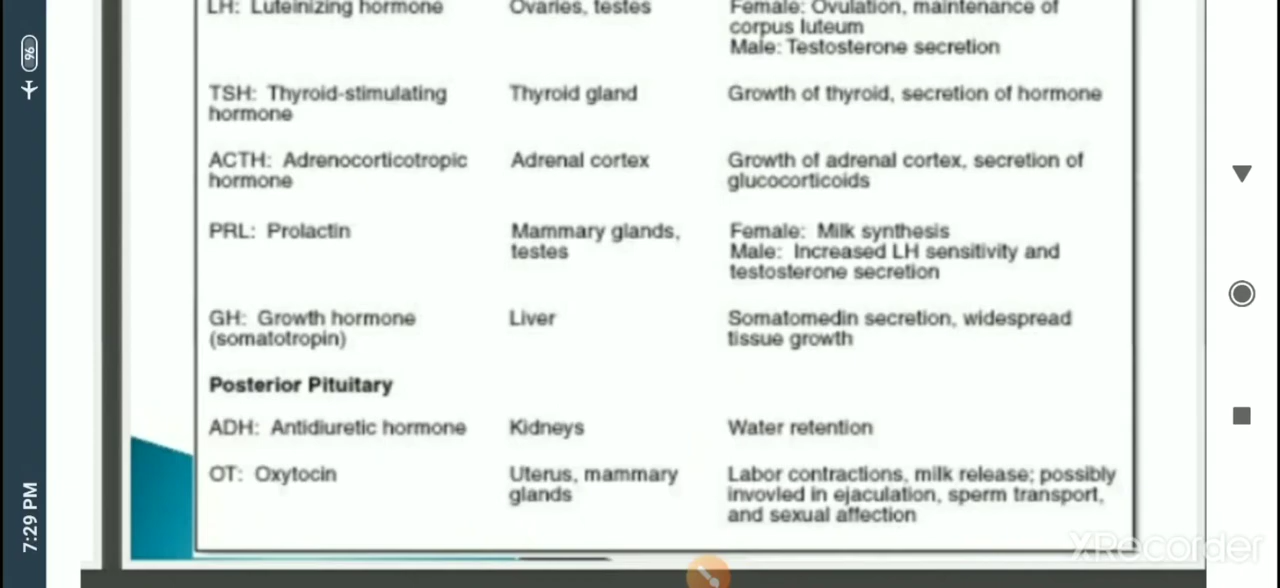 LH: Luteinizing hormone Ovaries, testes Female: Ovulation, maintenance of
corpus luteum
Male: Testosterone secretion
TSH: Thyroid-stimulating Thyroid gland Growth of thyroid, secretion of hormone
hormone
ACTH: Adrenocorticotropic Adrenal cortex Growth of adrenal cortex, secretion of
hormone glucocorticoids
PRL: Prolactin Mammary glands, Female: Milk synthesis
testes Male: Increased LH sensitivity and
testosterone secretion
GH: Growth hormone Liver Somatomedin secretion, widespread
(somatotropin) tissue growth
Posterior Pituitary
ADH: Antidiuretic hormone Kidneys Water retention
OT: Oxytocin Uterus, mammary Labor contractions, milk release; possibly
glands invovled in ejaculation, sperm transport,
and sexual affection
XRecorder
96
7:29 PM